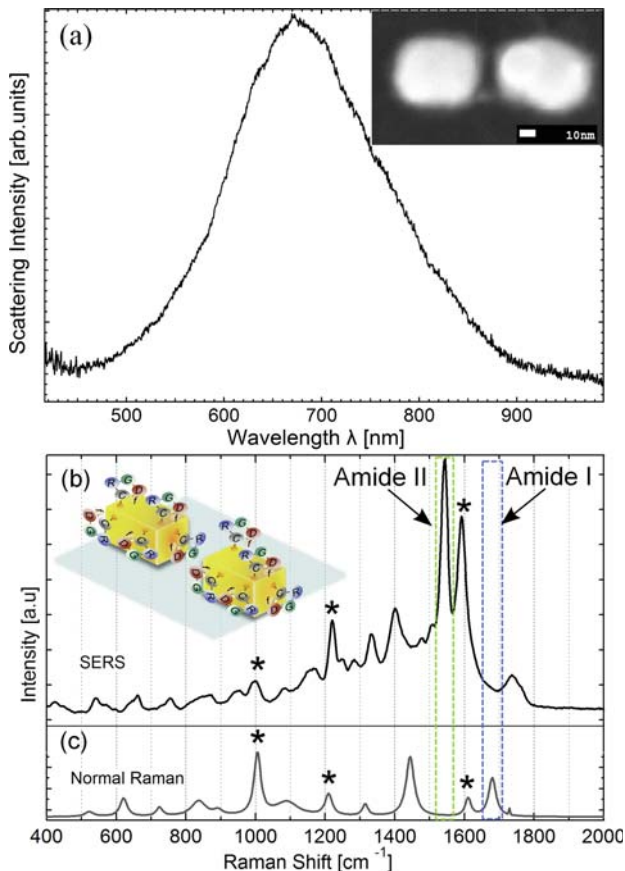 (a)
10nm
Scattering Intensity [arb.units]
500 600 700 800 900
Wavelength λ [nm]
(b)
Amide II
Amide I
*
*
*
SERS
Intensity [a.u]
(c)
*
*
*
Normal Raman
400 600 800 1000 1200 1400 1600 1800 2000
Raman Shift [cm⁻¹]